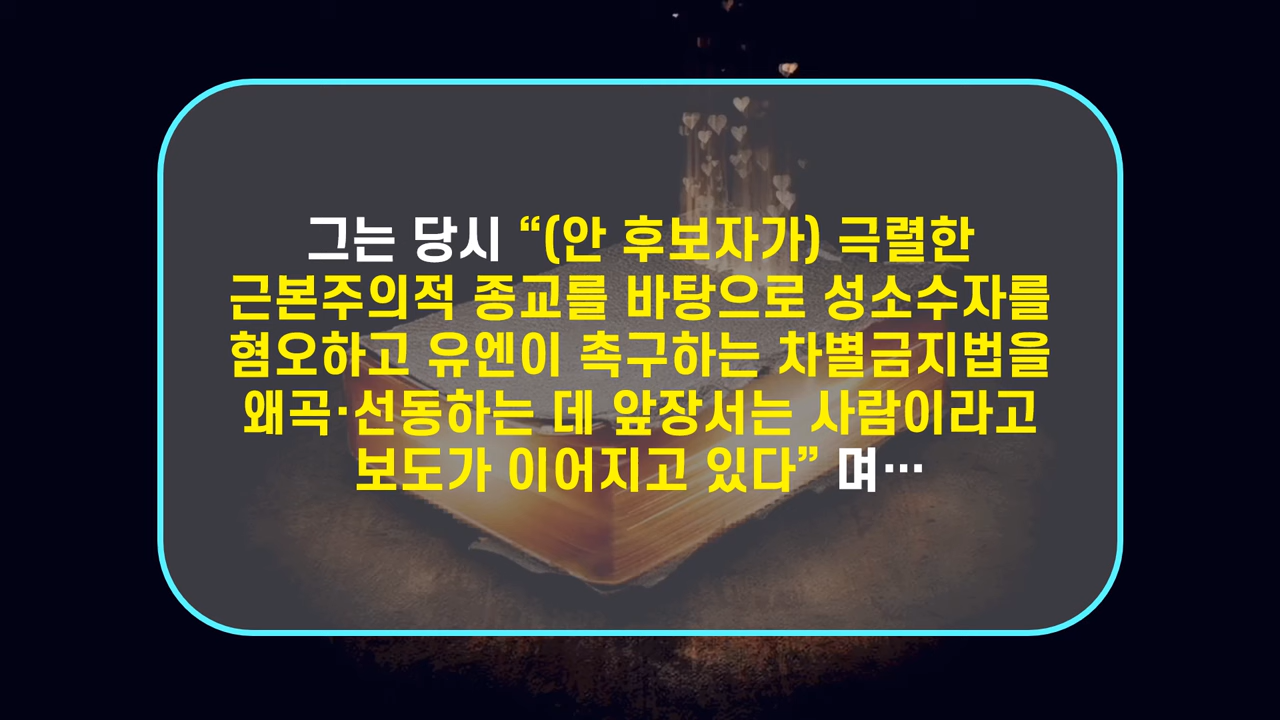 그는 당시 “(안 후보자가) 극렬한
근본주의적 종교를 바탕으로 성소수자를
혐오하고 유엔이 촉구하는 차별금지법을
왜곡·선동하는 데 앞장서는 사람이라고
보도가 이어지고 있다” 며…